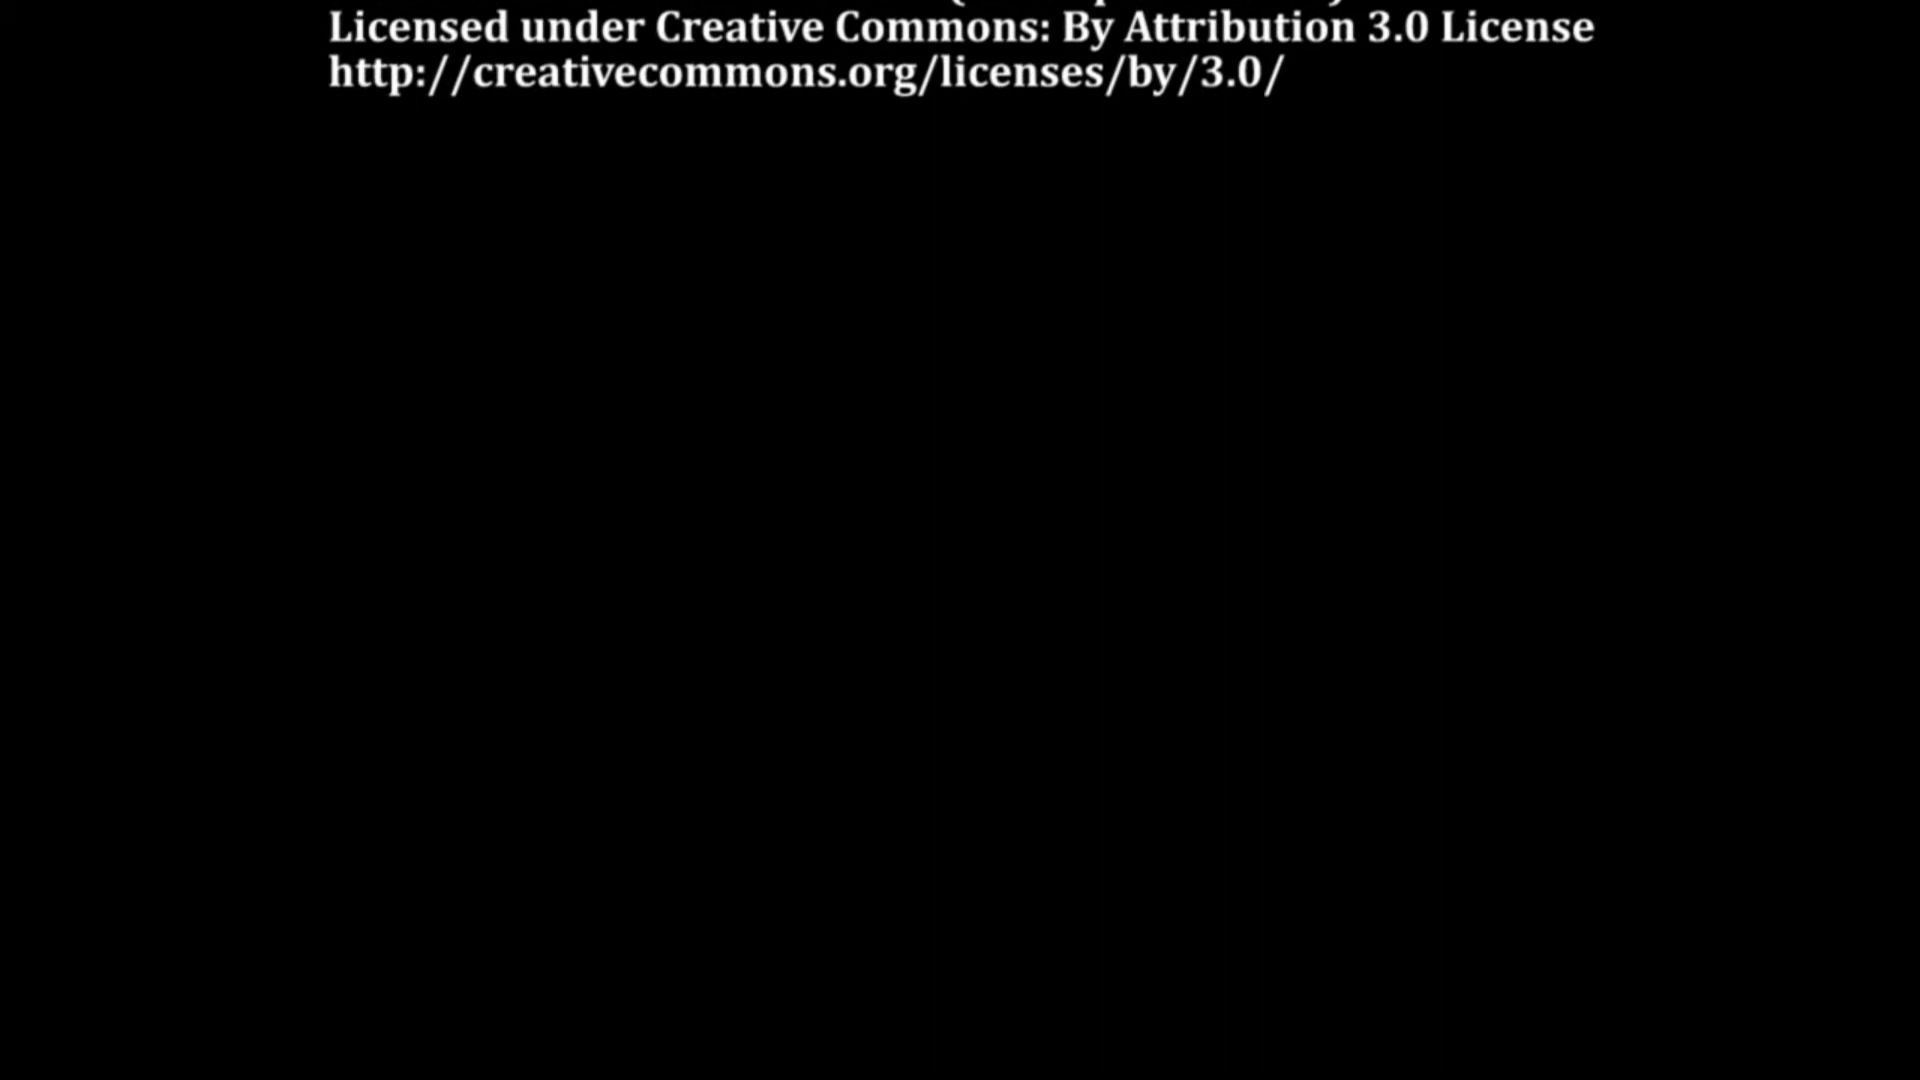 Licensed under Creative Commons: By Attribution 3.0 License
http://creativecommons.org/licenses/by/3.0/